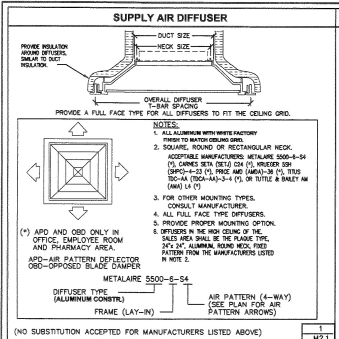 SUPPLY AIR DIFFUSER
DUCT SIZE
NECK SIZE
PROVIDE INSULATION
AROUND DIFFUSERS,
SIMILAR TO DUCT
INSULATION.
OVERALL DIFFUSER
T-BAR SPACING
PROVIDE A FULL FACE TYPE FOR ALL DIFFUSERS TO FIT THE CEILING GRID.
NOTES:
1. ALL ALUMINUM WITH WHITE FACTORY
FINISH TO MATCH CEILING GRID.
2. SQUARE, ROUND OR RECTANGULAR NECK.
ACCEPTABLE MANUFACTURERS: METALAIRE 5500-6-S4
(*), CARNES SETA (SETJ) C24 (*), KRUEGER SSH
(SHPC)-4-23 (*), PRICE AMD (AMDA)-36 (*), TITUS
TDC-AA (TDCA-AA)-3-4 (*), OR TUTTLE & BAILEY AM
(AMA) L4 (*)
3. FOR OTHER MOUNTING TYPES,
CONSULT MANUFACTURER.
4. ALL FULL FACE TYPE DIFFUSERS.
5. PROVIDE PROPER MOUNTING OPTION.
6. DIFFUSERS IN THE HIGH CEILING OF THE
SALES AREA SHALL BE THE PLAQUE TYPE,
24"x 24", ALUMINUM, ROUND NECK, FIXED
PATTERN FROM THE MANUFACTURERS LISTED
IN NOTE 2.
(*) APD AND OBD ONLY IN
OFFICE, EMPLOYEE ROOM
AND PHARMACY AREA.
APD-AIR PATTERN DEFLECTOR
OBD-OPPOSED BLADE DAMPER
METALAIRE 5500-6-S4
DIFFUSER TYPE
(ALUMINUM CONSTR.)
FRAME (LAY-IN)
AIR PATTERN (4-WAY)
(SEE PLAN FOR AIR
PATTERN ARROWS)
(NO SUBSTITUTION ACCEPTED FOR MANUFACTURERS LISTED ABOVE)
1
M2.1